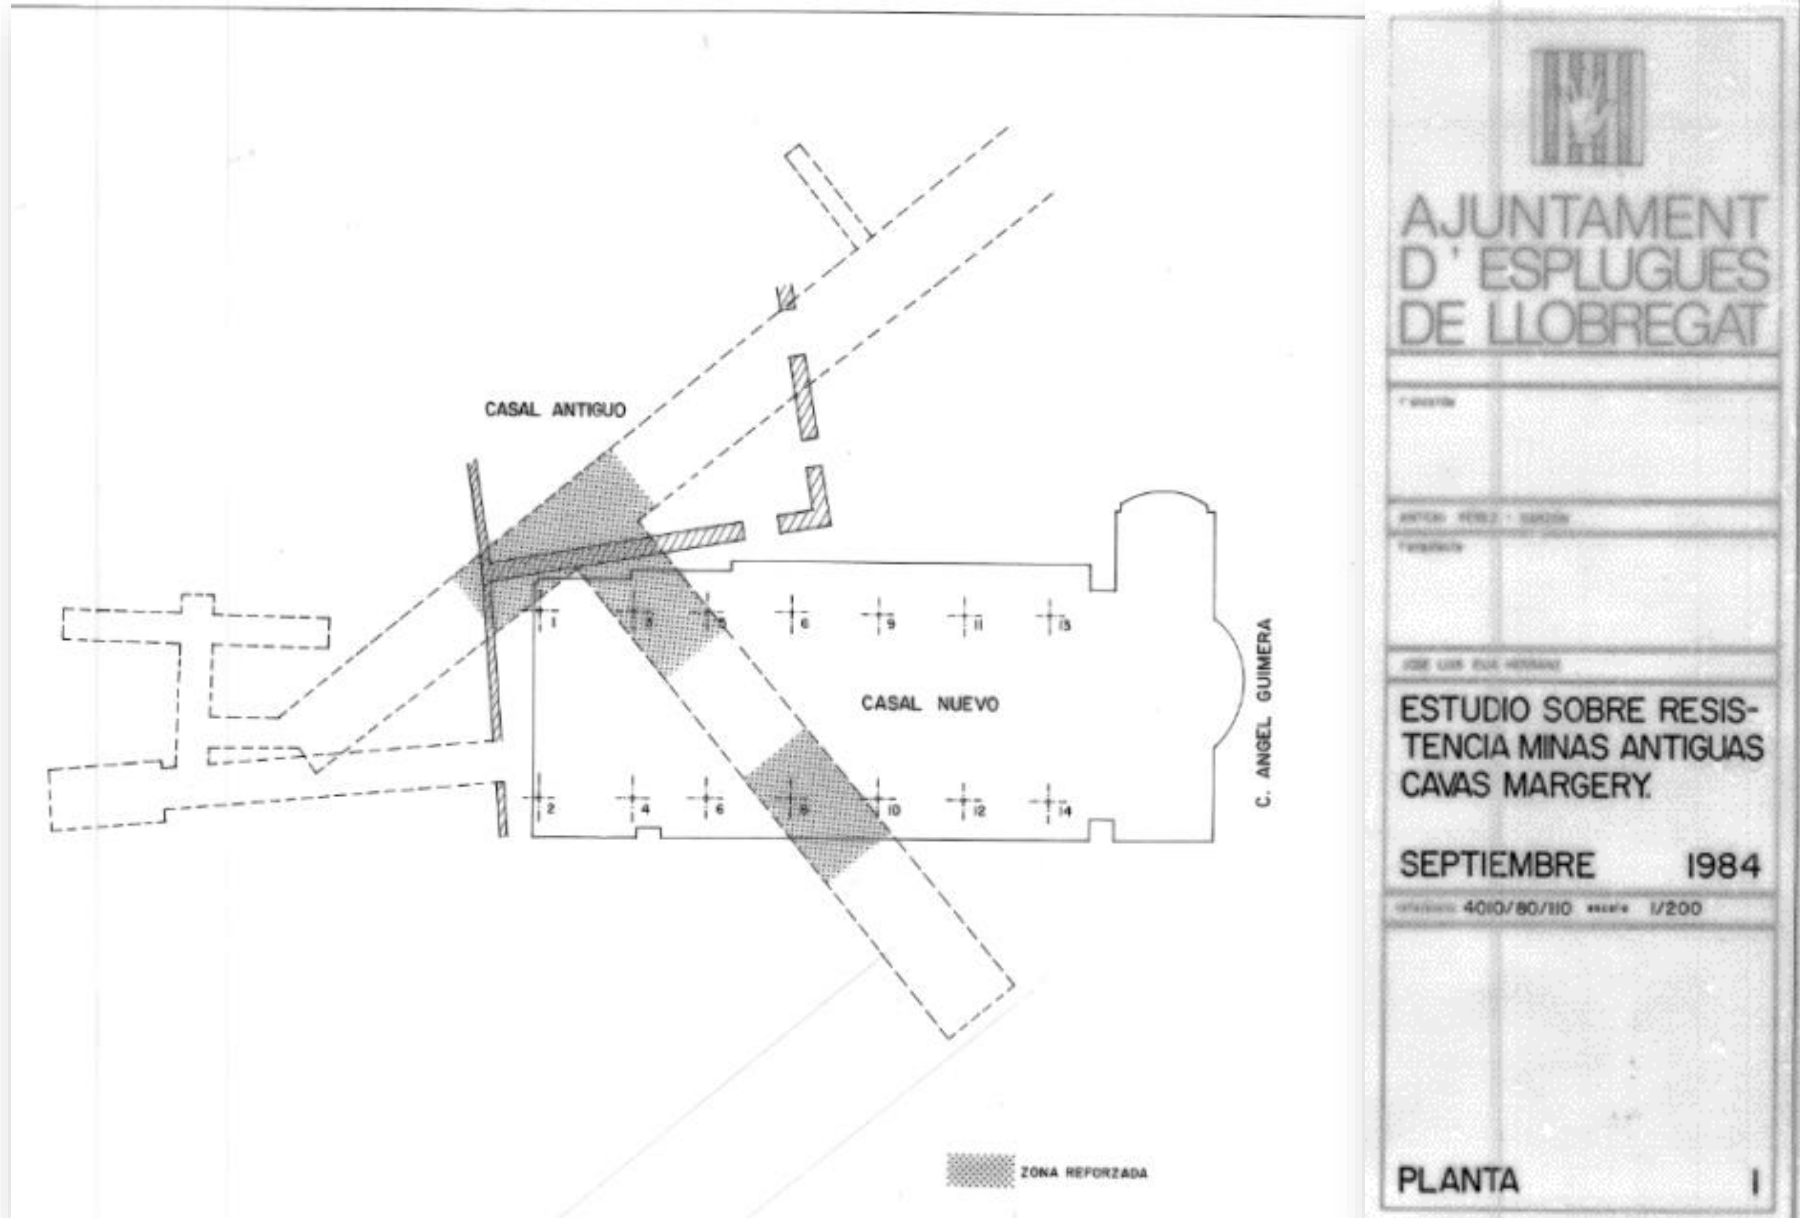 CASAL ANTIGUO
1
3
5
6
9
11
13
CASAL NUEVO
2
4
6
8
10
12
14
C. ANGEL GUIMERA
ZONA REFORZADA
AJUNTAMENT
D' ESPLUGUES
DE LLOBREGAT
ESTUDIO SOBRE RESIS-
TENCIA MINAS ANTIGUAS
CAVAS MARGERY.
SEPTIEMBRE 1984
4010/80/110 escala 1/200
PLANTA 1